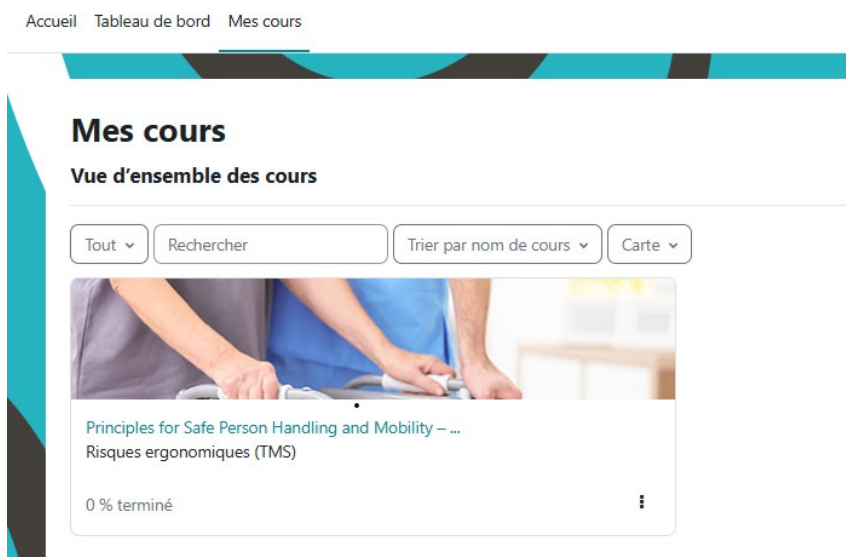 Accueil Tableau de bord Mes cours
Mes cours
Vue d’ensemble des cours
Tout Rechercher Trier par nom de cours Carte
Principles for Safe Person Handling and Mobility – ...
Risques ergonomiques (TMS)
0 % terminé